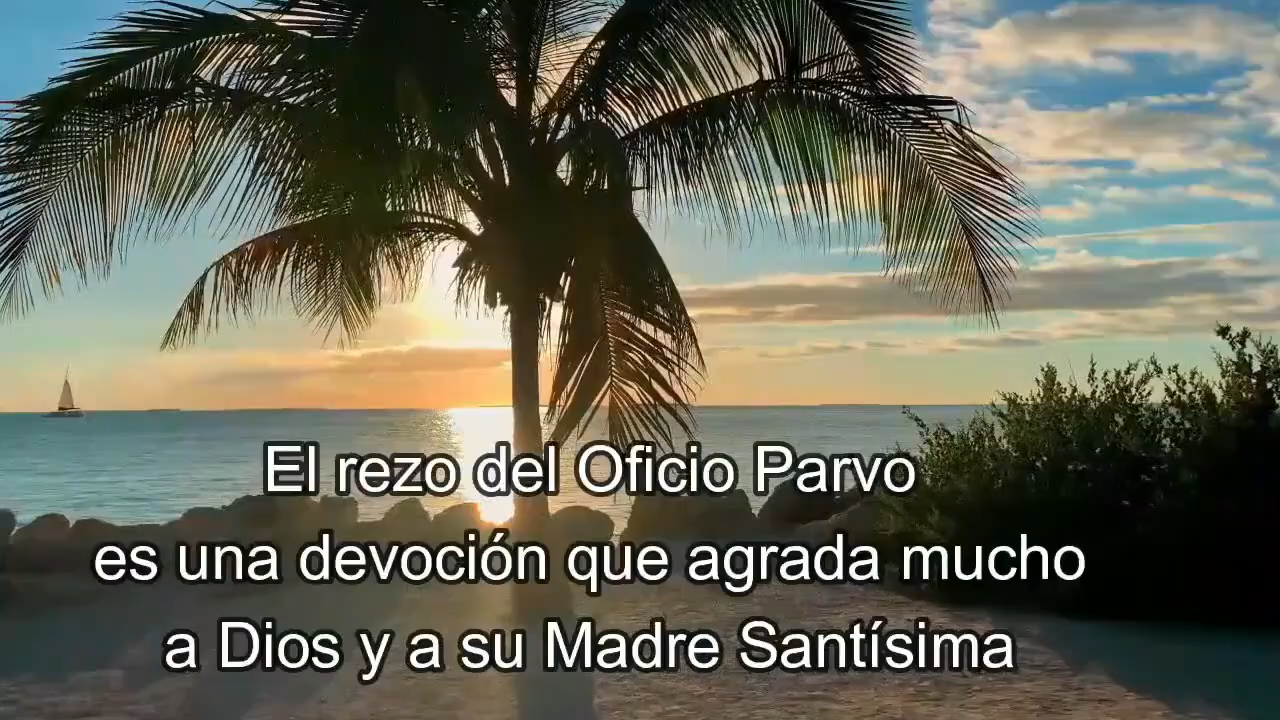 El rezo del Oficio Parvo
es una devoción que agrada mucho
a Dios y a su Madre Santísima